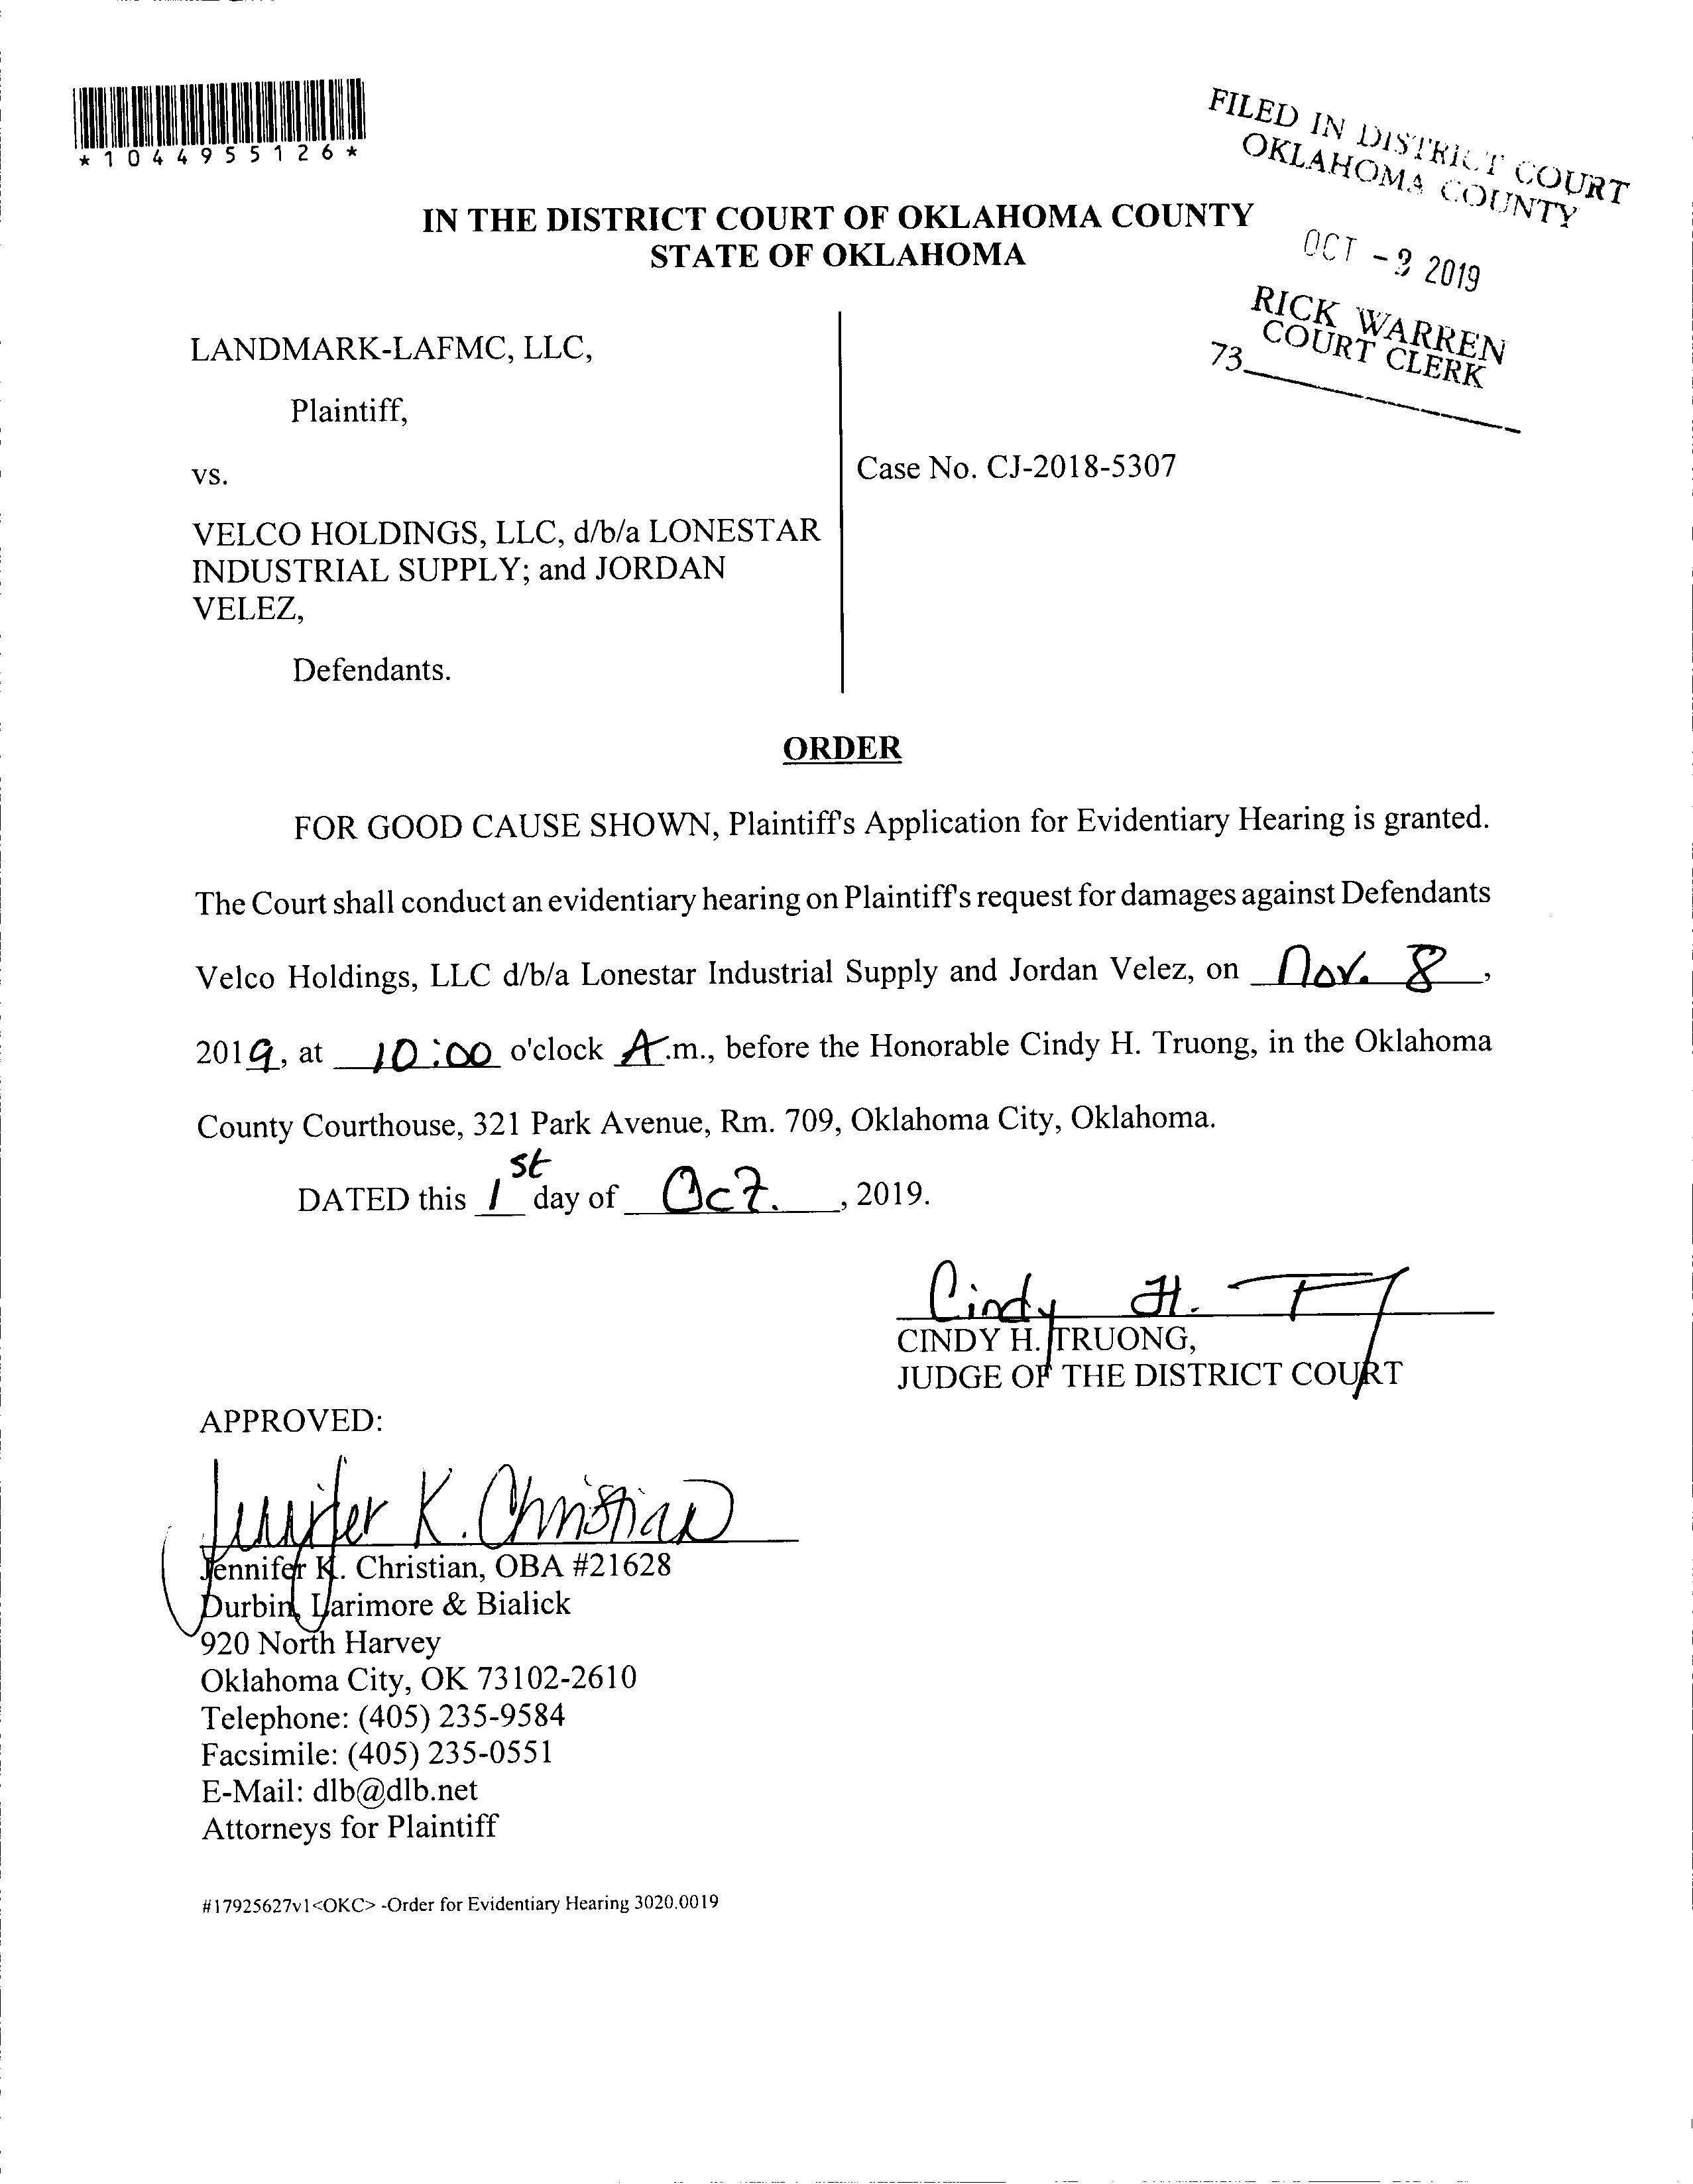 *1044955126*
FILED IN DISTRICT COURT
OKLAHOMA COUNTY
OCT - 2019
RICK WARREN
COURT CLERK
73
IN THE DISTRICT COURT OF OKLAHOMA COUNTY
STATE OF OKLAHOMA
LANDMARK-LAFMC, LLC,
Plaintiff,
vs.
Case No. CJ-2018-5307
VELCO HOLDINGS, LLC, d/b/a LONESTAR
INDUSTRIAL SUPPLY; and JORDAN
VELEZ,
Defendants.
ORDER
FOR GOOD CAUSE SHOWN, Plaintiff's Application for Evidentiary Hearing is granted.
The Court shall conduct an evidentiary hearing on Plaintiff's request for damages against Defendants
Velco Holdings, LLC d/b/a Lonestar Industrial Supply and Jordan Velez, on Nov. 8,
2019, at 10:00 o'clock A.m., before the Honorable Cindy H. Truong, in the Oklahoma
County Courthouse, 321 Park Avenue, Rm. 709, Oklahoma City, Oklahoma.
DATED this 1st day of Oct., 2019.
Cindy H. T
CINDY H. TRUONG,
JUDGE OF THE DISTRICT COURT
APPROVED:
Jennifer K. Christian
Jennifer K. Christian, OBA #21628
Durbin, Larimore & Bialick
920 North Harvey
Oklahoma City, OK 73102-2610
Telephone: (405) 235-9584
Facsimile: (405) 235-0551
E-Mail: dlb@dlb.net
Attorneys for Plaintiff
#17925627v1<OKC> -Order for Evidentiary Hearing 3020.0019